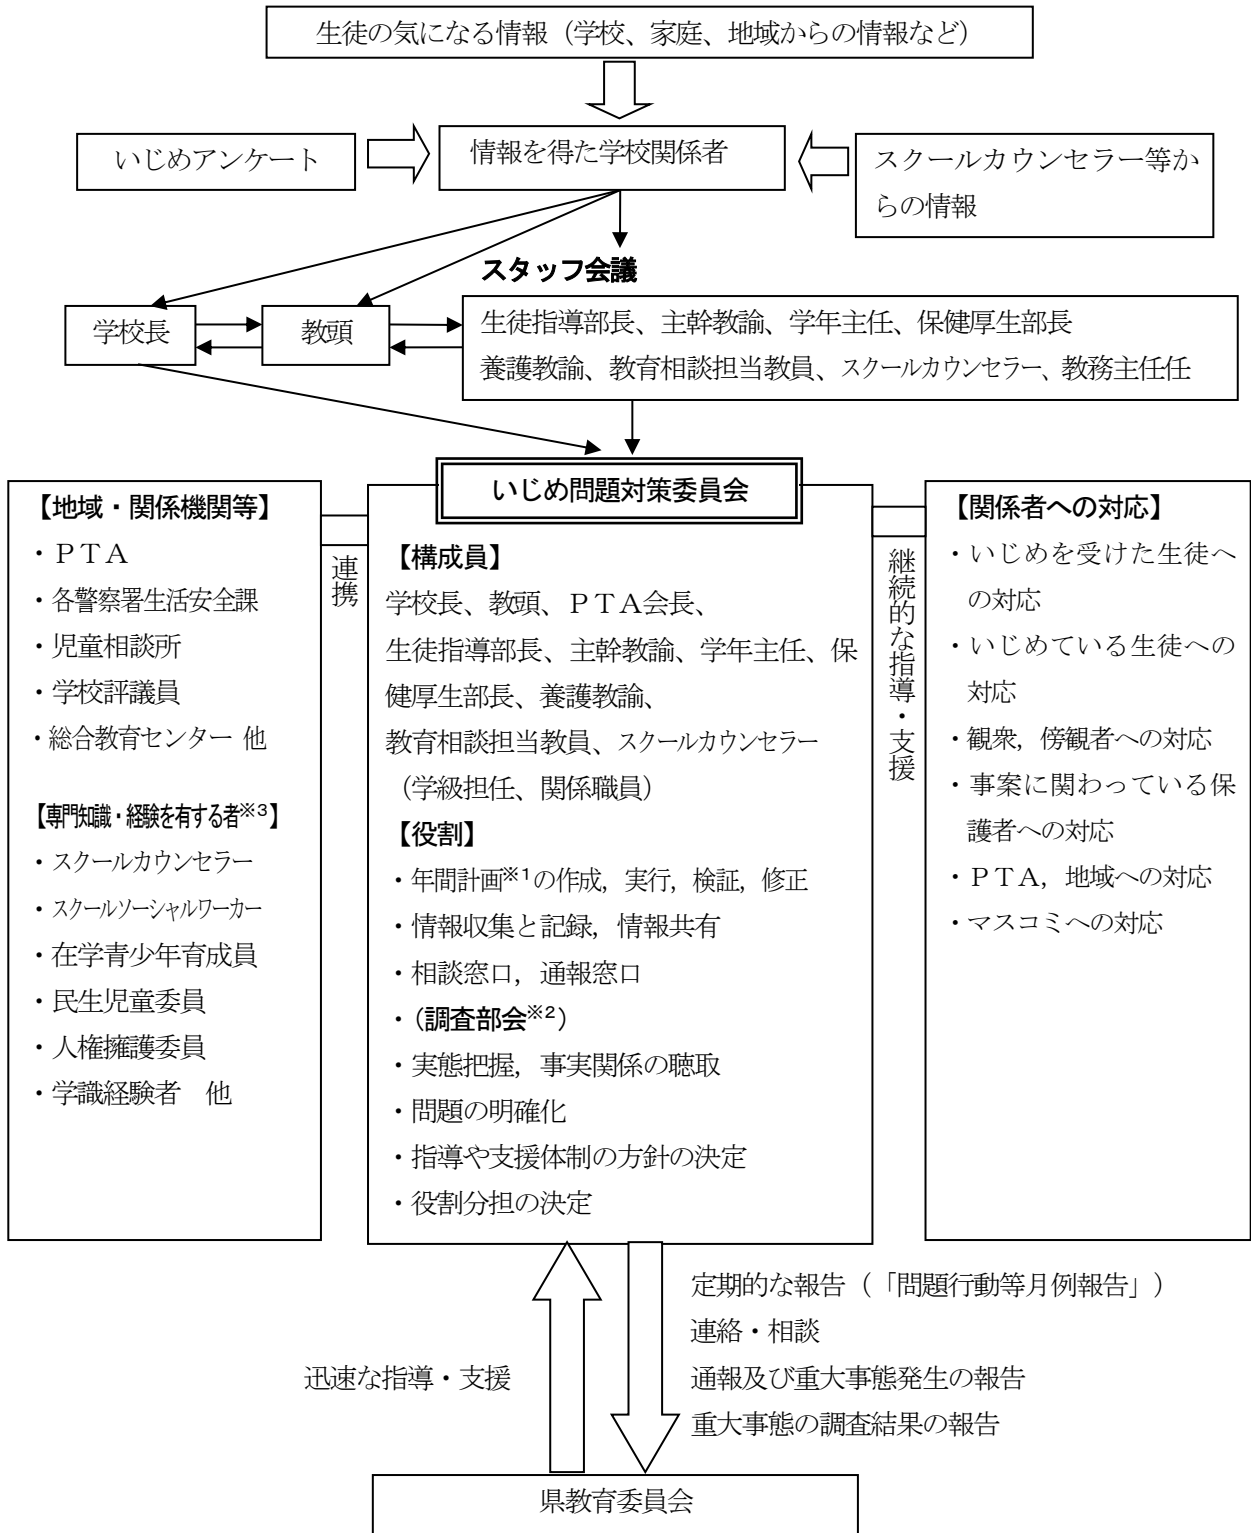 生徒の気になる情報（学校、家庭、地域からの情報など）
いじめアンケート
情報を得た学校関係者
スクールカウンセラー等か
らの情報
スタッフ会議
学校長
教頭
生徒指導部長、主幹教諭、学年主任、保健厚生部長
養護教諭、教育相談担当教員、スクールカウンセラー、教務主任任
いじめ問題対策委員会
【地域・関係機関等】
・ＰＴＡ
・各警察署生活安全課
・児童相談所
・学校評議員
・総合教育センター 他
【専門知識・経験を有する者※3】
・スクールカウンセラー
・スクールソーシャルワーカー
・在学青少年育成員
・民生児童委員
・人権擁護委員
・学識経験者　他
連携
【構成員】
学校長、教頭、ＰＴＡ会長、
生徒指導部長、主幹教諭、学年主任、保
健厚生部長、養護教諭、
教育相談担当教員、スクールカウンセラー
（学級担任、関係職員）
【役割】
・年間計画※1の作成，実行，検証，修正
・情報収集と記録，情報共有
・相談窓口，通報窓口
・（調査部会※2）
・実態把握，事実関係の聴取
・問題の明確化
・指導や支援体制の方針の決定
・役割分担の決定
継続的な指導・支援
【関係者への対応】
・いじめを受けた生徒へ
の対応
・いじめている生徒への
対応
・観衆，傍観者への対応
・事案に関わっている保
護者への対応
・ＰＴＡ，地域への対応
・マスコミへの対応
迅速な指導・支援
定期的な報告（「問題行動等月例報告」）
連絡・相談
通報及び重大事態発生の報告
重大事態の調査結果の報告
県教育委員会